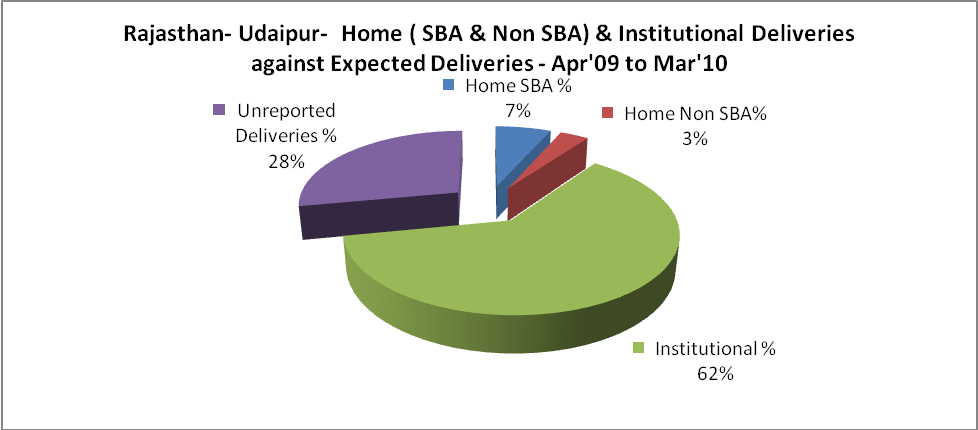 Rajasthan- Udaipur- Home ( SBA & Non SBA) & Institutional Deliveries
against Expected Deliveries - Apr'09 to Mar'10
Home SBA %
7%
Home Non SBA%
3%
Unreported
Deliveries %
28%
Institutional %
62%